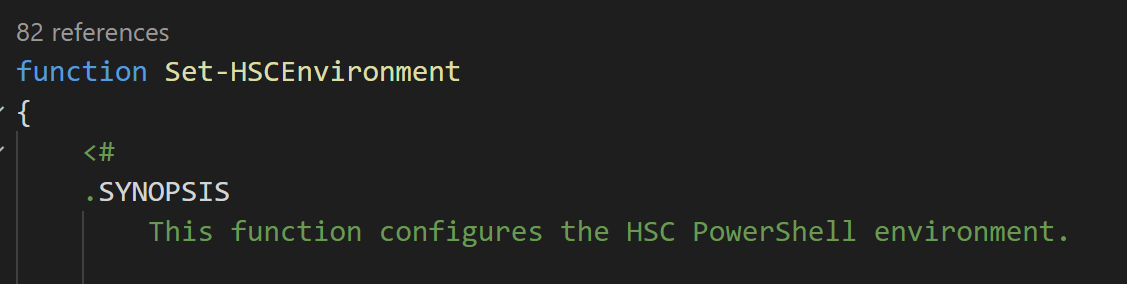 82 references
function Set-HSCEnvironment
{
<#
.SYNOPSIS
This function configures the HSC PowerShell environment.